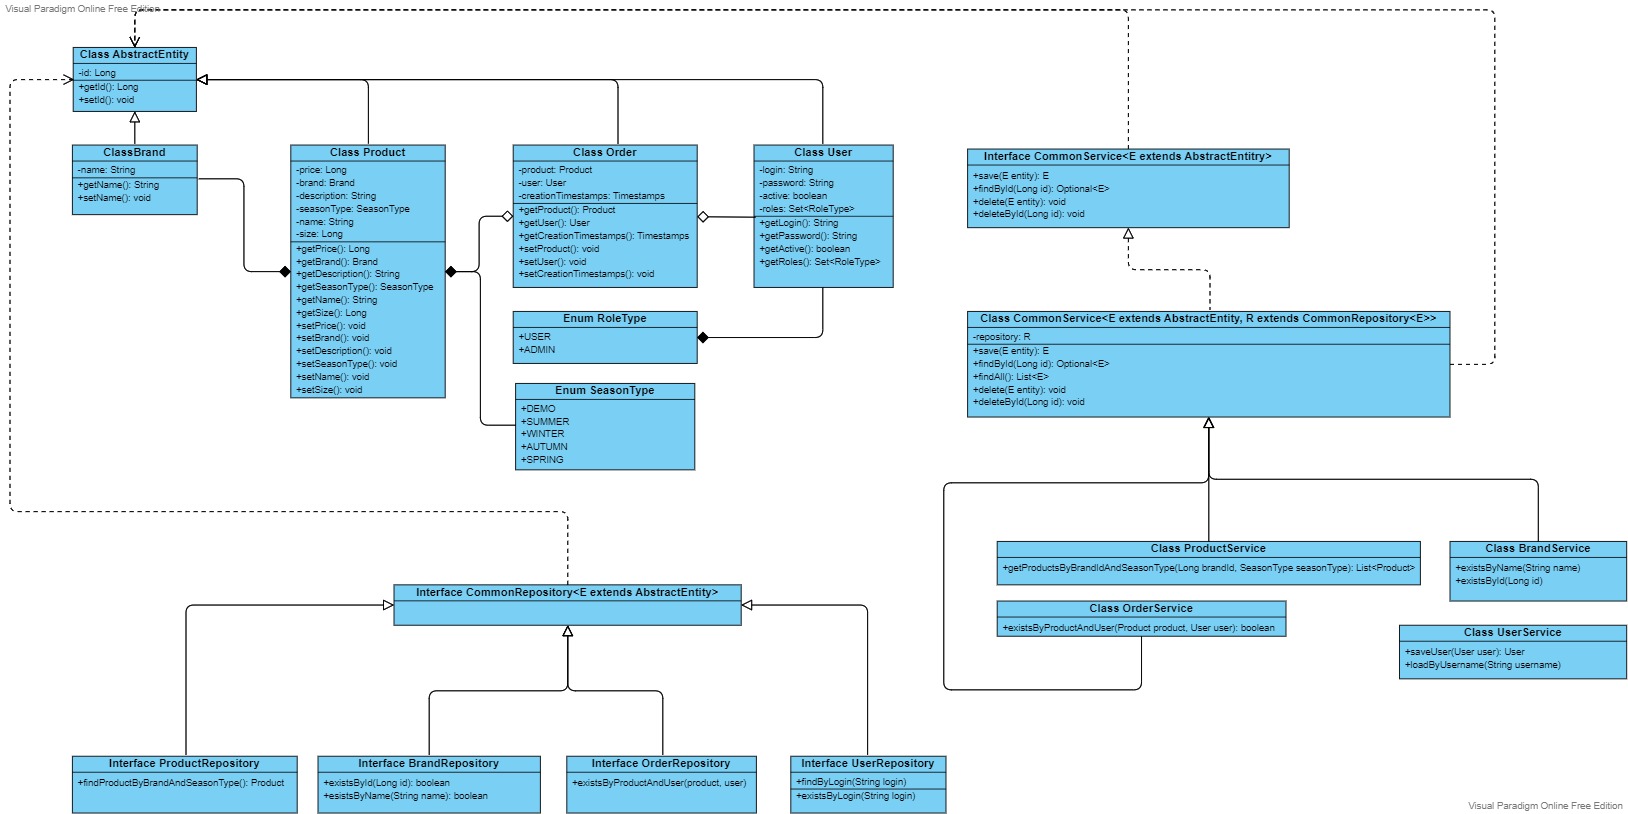 Visual Paradigm Online Free Edition
Class AbstractEntity
-id: Long
+getId(): Long
+setId(): void
ClassBrand
-name: String
+getName(): String
+setName(): void
Class Product
-price: Long
-brand: Brand
-description: String
-seasonType: SeasonType
-name: String
-size: Long
+getPrice(): Long
+getBrand(): Brand
+getDescription(): String
+getSeasonType(): SeasonType
+getName(): String
+getSize(): Long
+setPrice(): void
+setBrand(): void
+setDescription(): void
+setSeasonType(): void
+setName(): void
+setSize(): void
Class Order
-product: Product
-user: User
-creationTimestamps: Timestamps
+getProduct(): Product
+getUser(): User
+getCreationTimestamps(): Timestamps
+setProduct(): void
+setUser(): void
+setCreationTimestamps(): void
Class User
-login: String
-password: String
-active: boolean
-roles: Set<RoleType>
+getLogin(): String
+getPassword(): String
+getActive(): boolean
+getRoles(): Set<RoleType>
Enum RoleType
+USER
+ADMIN
Enum SeasonType
+DEMO
+SUMMER
+WINTER
+AUTUMN
+SPRING
Interface CommonService<E extends AbstractEntitry>
+save(E entity): E
+findById(Long id): Optional<E>
+delete(E entity): void
+deleteById(Long id): void
Class CommonService<E extends AbstractEntity, R extends CommonRepository<E>>
-repository: R
+save(E entity): E
+findById(Long id): Optional<E>
+findAll(): List<E>
+delete(E entity): void
+deleteById(Long id): void
Class ProductService
+getProductsByBrandIdAndSeasonType(Long brandId, SeasonType seasonType): List<Product>
Class BrandService
+existsByName(String name)
+existsById(Long id)
Class OrderService
+existsByProductAndUser(Product product, User user): boolean
Class UserService
+saveUser(User user): User
+loadByUsername(String username)
Interface CommonRepository<E extends AbstractEntity>
Interface ProductRepository
+findProductByBrandAndSeasonType(): Product
Interface BrandRepository
+existsById(Long id): boolean
+esistsByName(String name): boolean
Interface OrderRepository
+existsByProductAndUser(product, user)
Interface UserRepository
+findByLogin(String login)
+existsByLogin(String login)
Visual Paradigm Online Free Edition